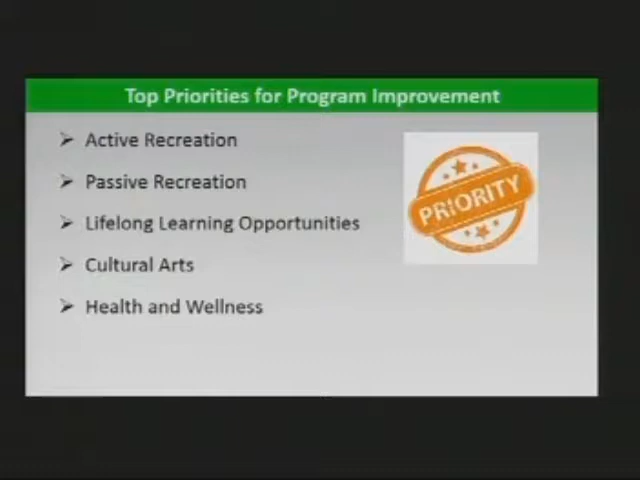 Top Priorities for Program Improvement
Active Recreation
Passive Recreation
Lifelong Learning Opportunities
Cultural Arts
Health and Wellness
PRIORITY